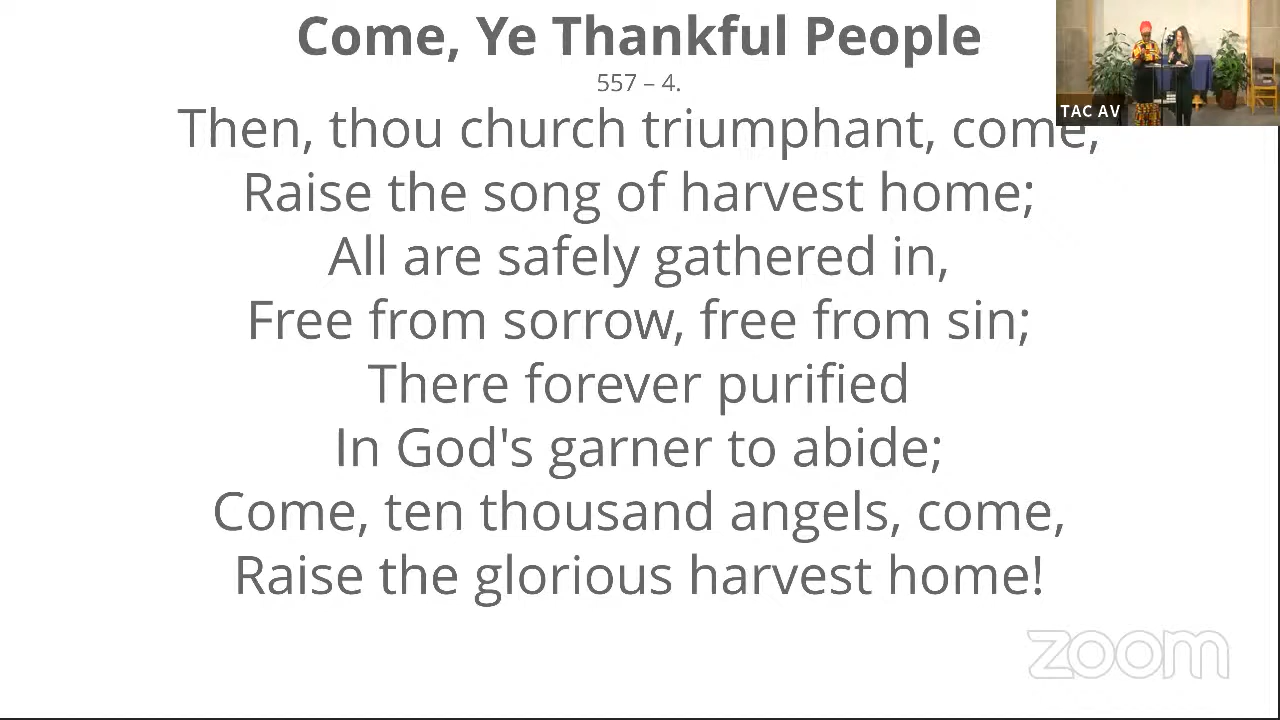 Come, Ye Thankful People
557 – 4.
Then, thou church triumphant, come,
Raise the song of harvest home;
All are safely gathered in,
Free from sorrow, free from sin;
There forever purified
In God's garner to abide;
Come, ten thousand angels, come,
Raise the glorious harvest home!
TAC AV
zoom